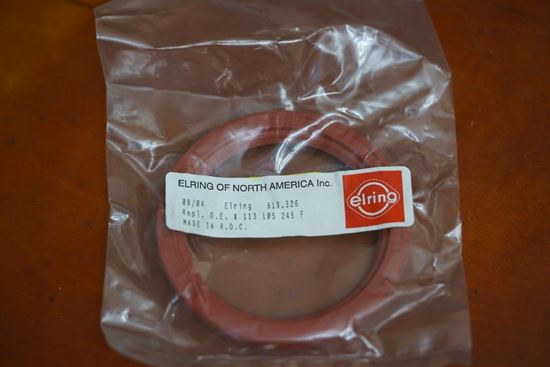 ELRING OF NORTH AMERICA Inc.
09/04 Elring 513.326
Repl. O.E. # 113 105 245 F
MADE IN R.O.C.
elring